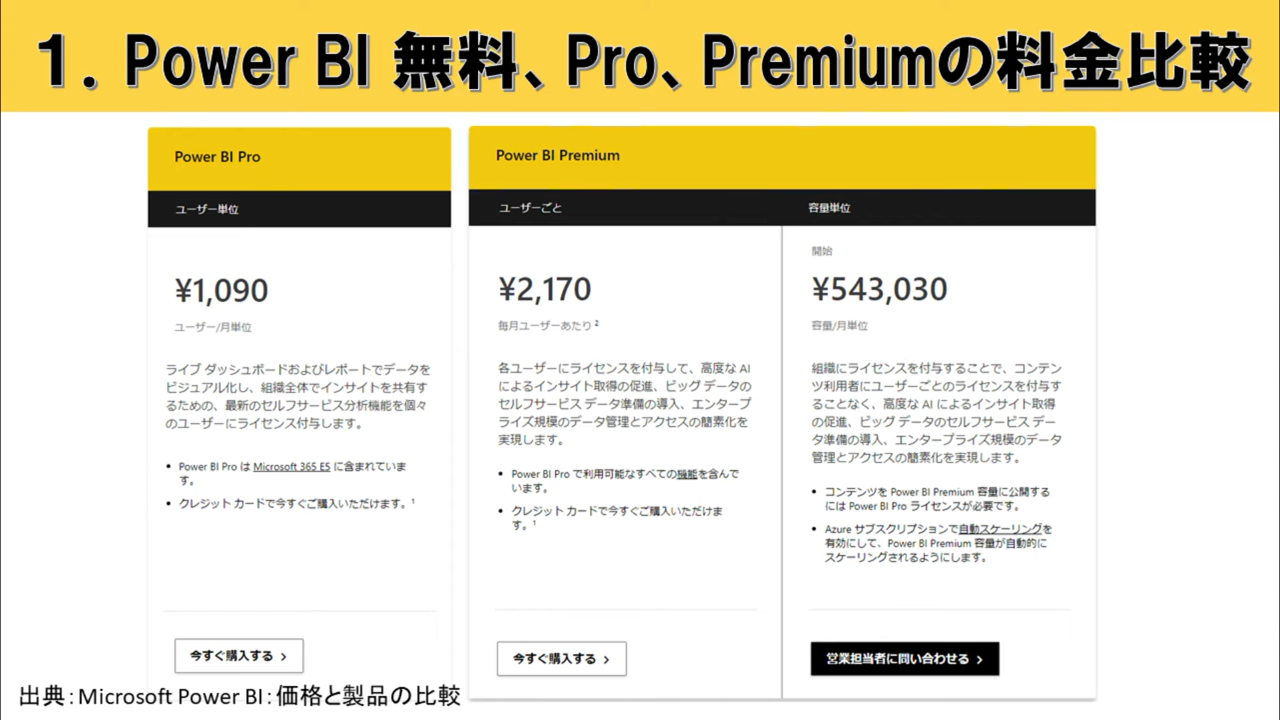 1. Power BI 無料、Pro、Premiumの料金比較
Power BI Pro
ユーザー単位
¥1,090
ユーザー/月単位
ライブ ダッシュボードおよびレポートでデータを
ビジュアル化し、組織全体でインサイトを共有す
るための、最新のセルフサービス分析機能を個々
のユーザーにライセンス付与します。
• Power BI Pro は Microsoft 365 E5 に含まれていま
す。
• クレジット カードで今すぐご購入いただけます。¹
今すぐ購入する >
Power BI Premium
ユーザーごと
¥2,170
毎月ユーザーあたり ²
各ユーザーにライセンスを付与して、高度な AI
によるインサイト取得の促進、ビッグ データの
セルフサービス データ準備の導入、エンタープ
ライズ規模のデータ管理とアクセスの簡素化を
実現します。
• Power BI Pro で利用可能なすべての機能を含んで
います。
• クレジット カードで今すぐご購入いただけま
す。¹
今すぐ購入する >
容量単位
開始
¥543,030
容量/月単位
組織にライセンスを付与することで、コンテン
ツ利用者にユーザーごとのライセンスを付与す
ることなく、高度な AI によるインサイト取得
の促進、ビッグ データのセルフサービス デー
タ準備の導入、エンタープライズ規模のデータ
管理とアクセスの簡素化を実現します。
• コンテンツを Power BI Premium 容量に公開する
には Power BI Pro ライセンスが必要です。
• Azure サブスクリプションで自動スケーリングを
有効にして、Power BI Premium 容量が自動的に
スケーリングされるようにします。
営業担当者に問い合わせる >
出典：Microsoft Power BI：価格と製品の比較